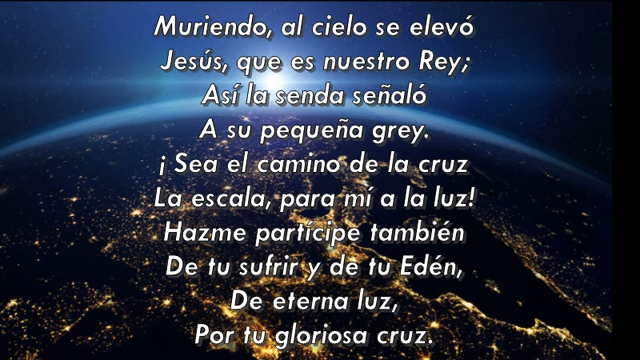 Muriendo, al cielo se elevó
Jesús, que es nuestro Rey;
Así la senda señaló
A su pequeña grey.
¡ Sea el camino de la cruz
La escala, para mí a la luz!
Hazme partícipe también
De tu sufrir y de tu Edén,
De eterna luz,
Por tu gloriosa cruz.